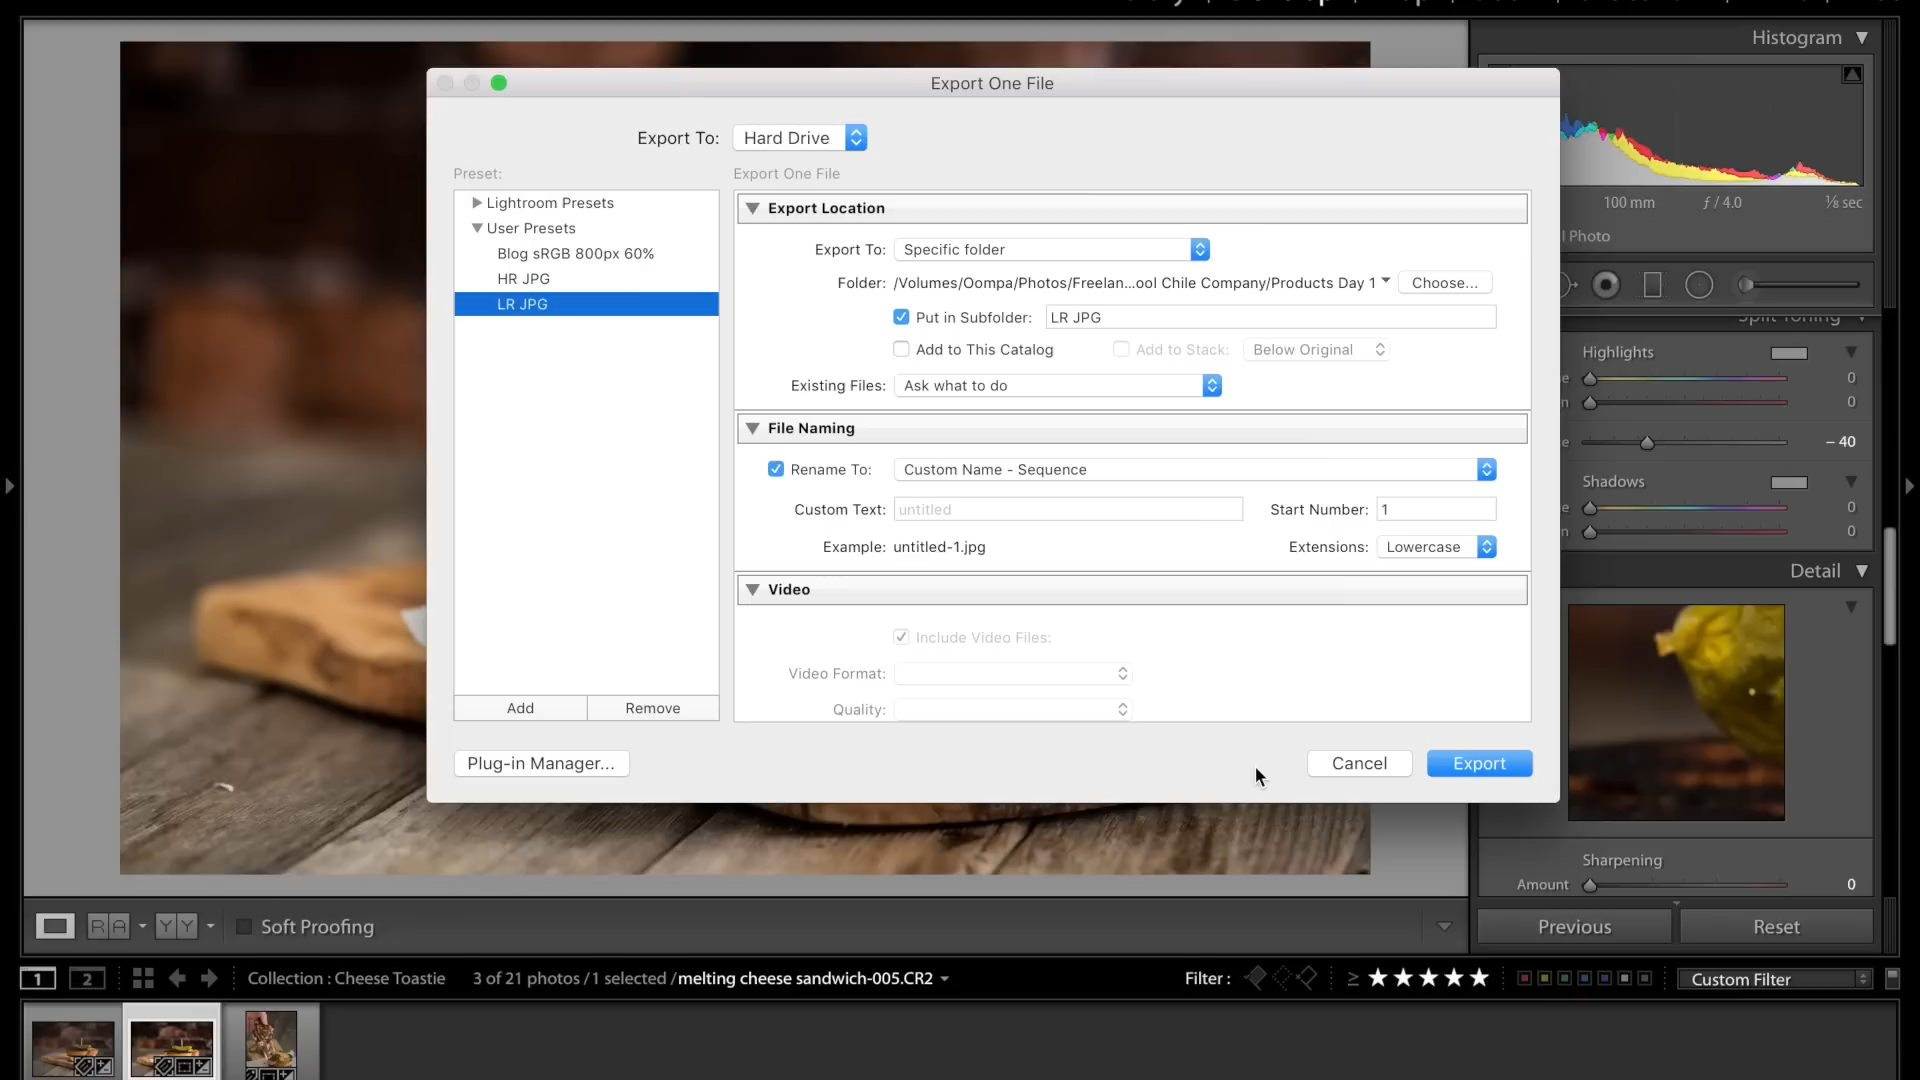 Histogram
Export One File
100 mm
ƒ / 4.0
⅛ sec
l Photo
Export To: Hard Drive
Preset:
Export One File
Lightroom Presets
User Presets
Blog sRGB 800px 60%
HR JPG
LR JPG
Add
Remove
Export Location
Export To: Specific folder
Folder: /Volumes/Oompa/Photos/Freelan...ool Chile Company/Products Day 1
Choose...
Put in Subfolder: LR JPG
Add to This Catalog
Add to Stack: Below Original
Existing Files: Ask what to do
File Naming
Rename To: Custom Name - Sequence
Custom Text: untitled
Start Number: 1
Example: untitled-1.jpg
Extensions: Lowercase
Video
Include Video Files:
Video Format:
Quality:
Plug-in Manager...
Cancel
Export
Split Toning
Highlights
e 0
n 0
e – 40
Shadows
e 0
n 0
Detail
Sharpening
Amount 0
Previous
Reset
R A
Y Y
Soft Proofing
1
2
Collection : Cheese Toastie
3 of 21 photos / 1 selected / melting cheese sandwich-005.CR2
Filter :
≥ ★★★★★
Custom Filter